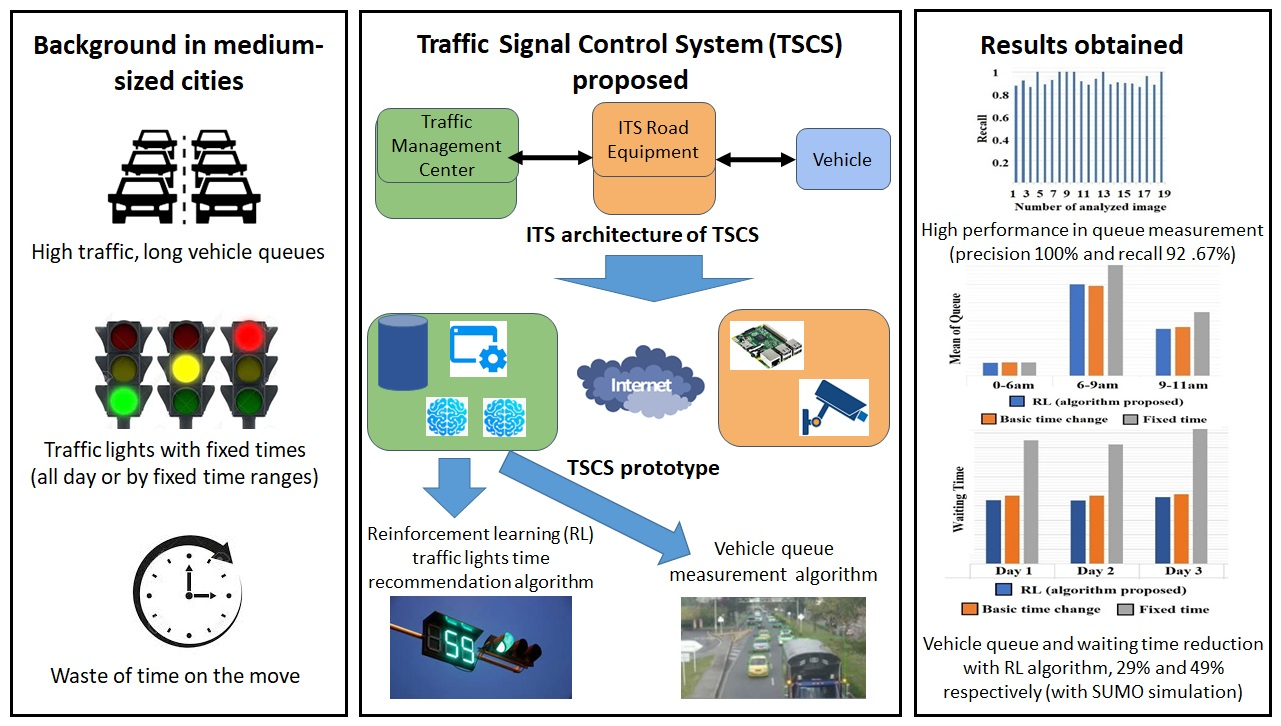 Background in medium-
sized cities
High traffic, long vehicle queues
Traffic lights with fixed times
(all day or by fixed time ranges)
Waste of time on the move
Traffic Signal Control System (TSCS)
proposed
Traffic
Management
Center
ITS Road
Equipment
Vehicle
ITS architecture of TSCS
Internet
TSCS prototype
Reinforcement learning (RL)
traffic lights time
recommendation algorithm
59
Vehicle queue
measurement algorithm
Results obtained
Recall
1
0.8
0.6
0.4
0.2
1 3 5 7 9 11 13 15 17 19
Number of analyzed image
High performance in queue measurement
(precision 100% and recall 92 .67%)
Mean of Queue
0-6am 6-9am 9-11am
RL (algorithm proposed)
Basic time change Fixed time
Waiting Time
Day 1 Day 2 Day 3
RL (algorithm proposed)
Basic time change Fixed time
Vehicle queue and waiting time reduction
with RL algorithm, 29% and 49%
respectively (with SUMO simulation)